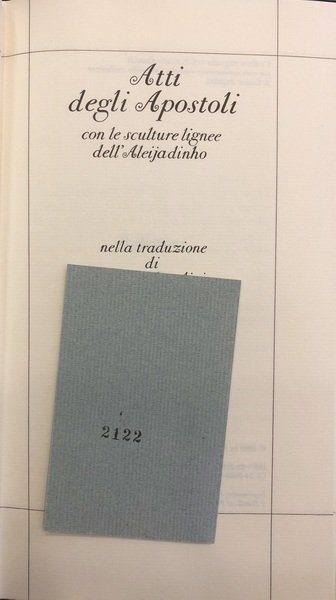 Atti
degli Apostoli
con le sculture lignee
dell'Aleijadinho
nella traduzione
di
2122